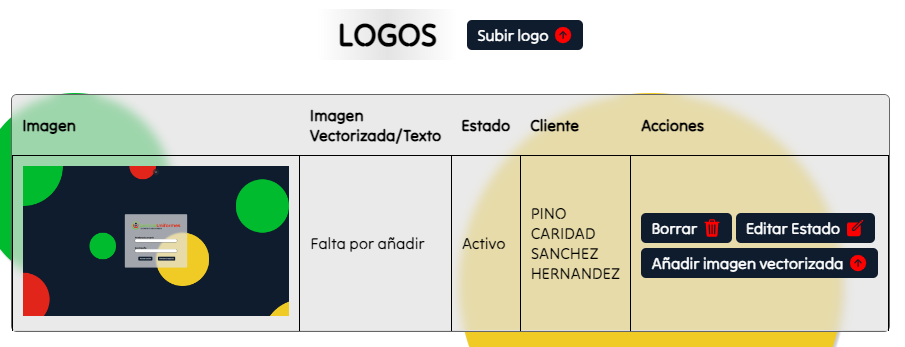 LOGOS
Subir logo
Imagen
Imagen
Vectorizada/Texto
Estado
Cliente
Acciones
Falta por añadir
Activo
PINO
CARIDAD
SANCHEZ
HERNANDEZ
Borrar
Editar Estado
Añadir imagen vectorizada